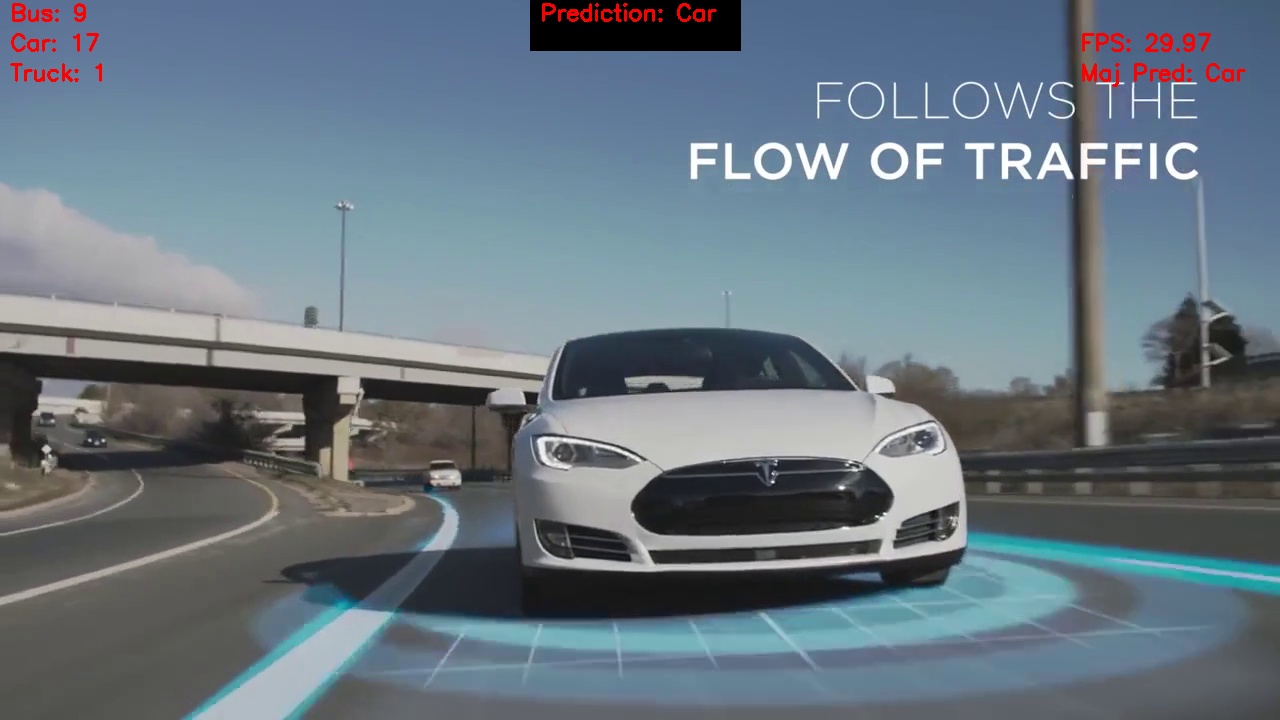 Bus: 9
Car: 17
Truck: 1
Prediction: Car
FPS: 29.97
Maj Pred: Car
FOLLOWS THE
FLOW OF TRAFFIC